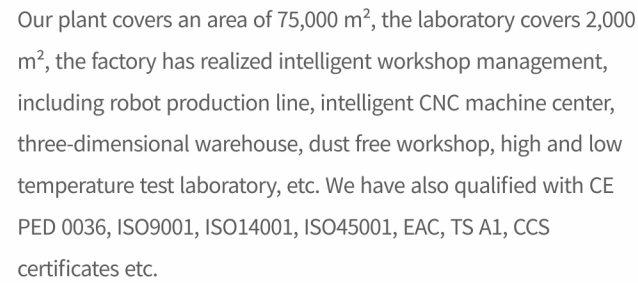 Our plant covers an area of 75,000 m², the laboratory covers 2,000
m², the factory has realized intelligent workshop management,
including robot production line, intelligent CNC machine center,
three-dimensional warehouse, dust free workshop, high and low
temperature test laboratory, etc. We have also qualified with CE
PED 0036, ISO9001, ISO14001, ISO45001, EAC, TS A1, CCS
certificates etc.